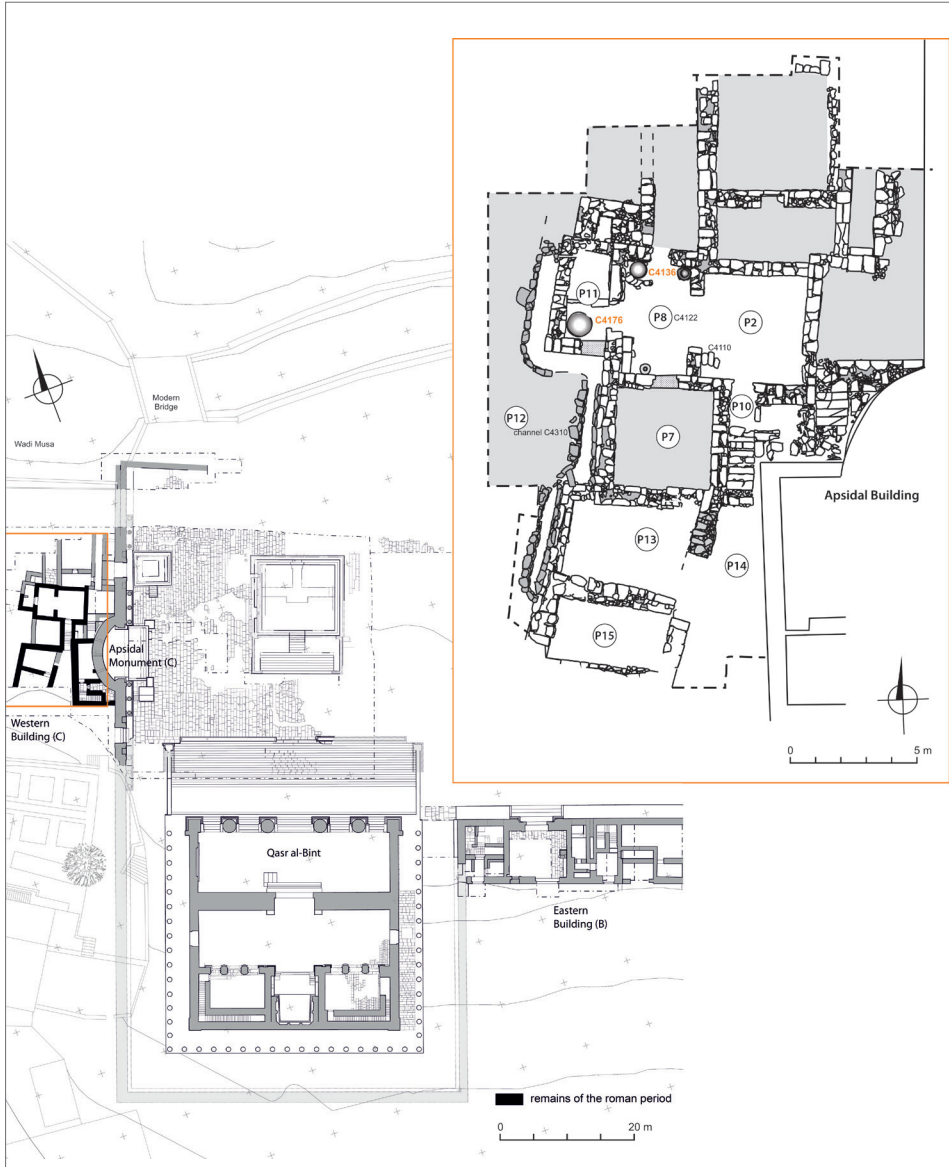 C4136
P11
P8
C4122
P2
C4176
C4110
P10
P12
channel C4310
P7
Apsidal Building
P13
P14
P15
0
5 m
Modern
Bridge
Wadi Musa
Apsidal
Monument (C)
Western
Building (C)
Qasr al-Bint
Eastern
Building (B)
remains of the roman period
0
20 m